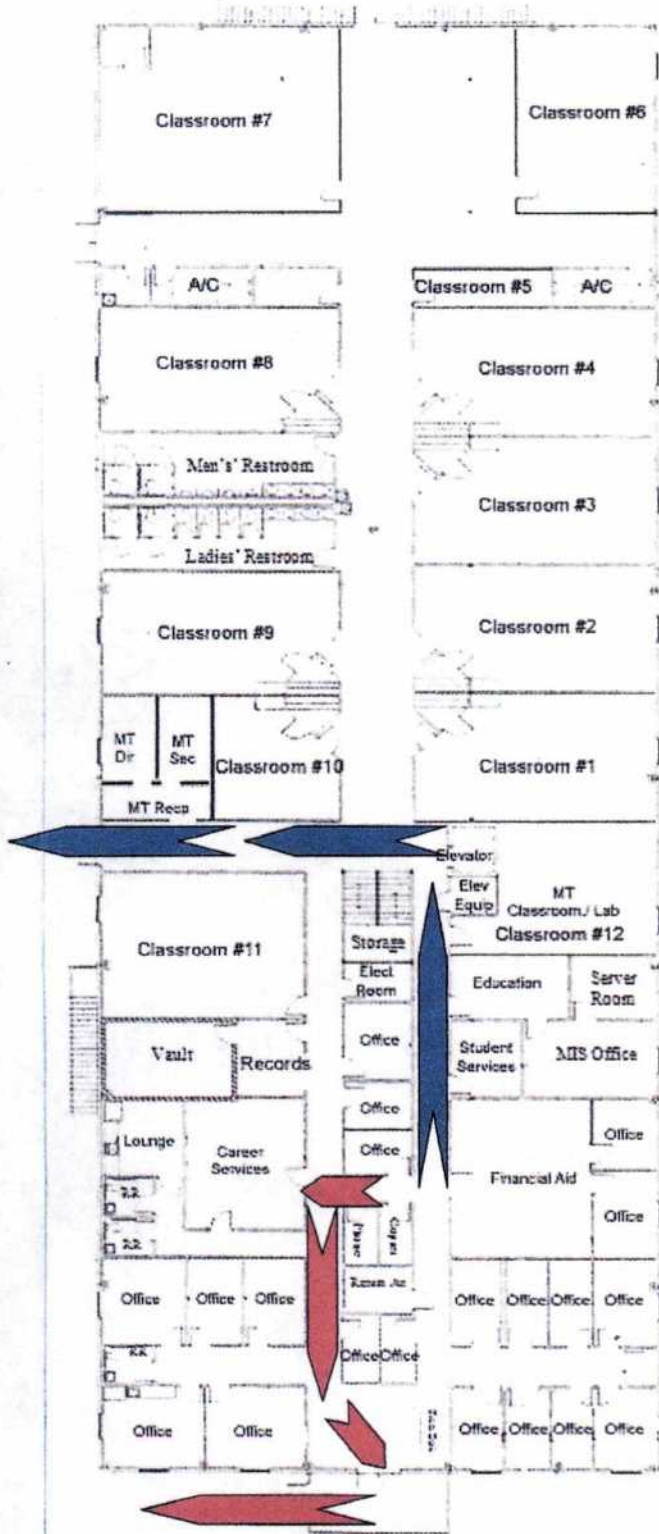 Classroom #7
Classroom #6
A/C
Classroom #5
A/C
Classroom #8
Classroom #4
Men's' Restroom
Classroom #3
Ladies' Restroom
Classroom #9
Classroom #2
MT
Dir
MT
Sec
Classroom #10
Classroom #1
MT Recp
Elevator
Elev
Equip
MT
Classroom / Lab
Classroom #12
Classroom #11
Storage
Elect
Room
Education
Server
Room
Vault
Records
Office
Student
Services
MIS Office
Office
Lounge
Career
Services
Office
Financial Aid
Office
Office
R.R.
R.R.
Copier
Office
Office
Office
Office
Office
Office
Office
R.R.
Office
Office
Office
Office
Office
Office
Office
Office